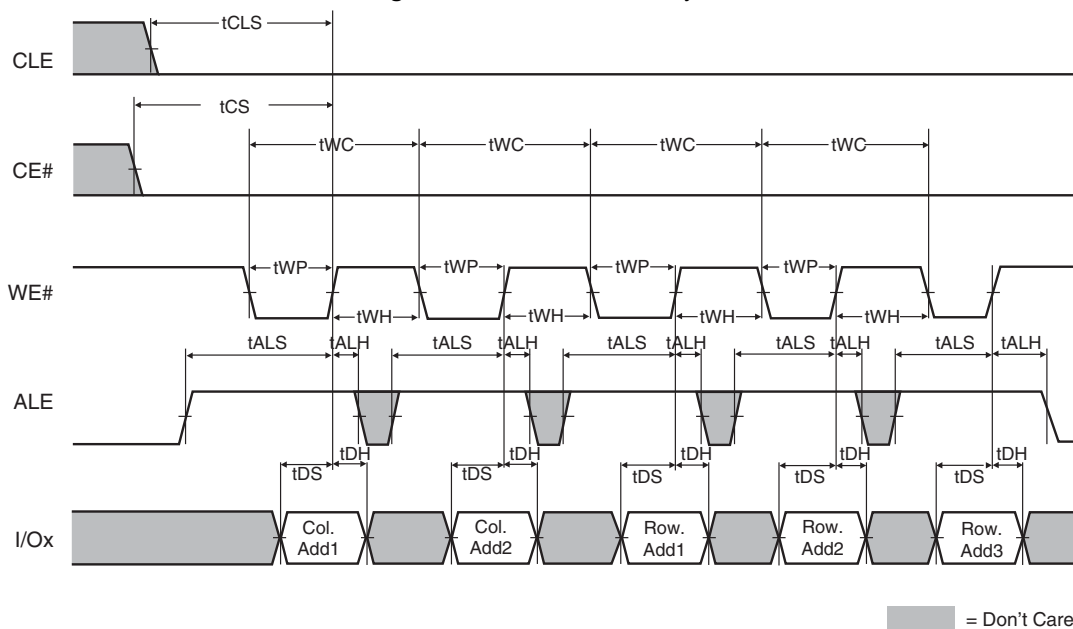 tCLS
CLE
tCS
tWC tWC tWC tWC
CE#
tWP tWP tWP tWP
WE#
tWH tWH tWH tWH
tALS tALH tALS tALH tALS tALH tALS tALH tALS tALH
ALE
tDS tDH tDS tDH tDS tDH tDS tDH tDS tDH
I/Ox
Col. Add1
Col. Add2
Row. Add1
Row. Add2
Row. Add3
= Don't Care